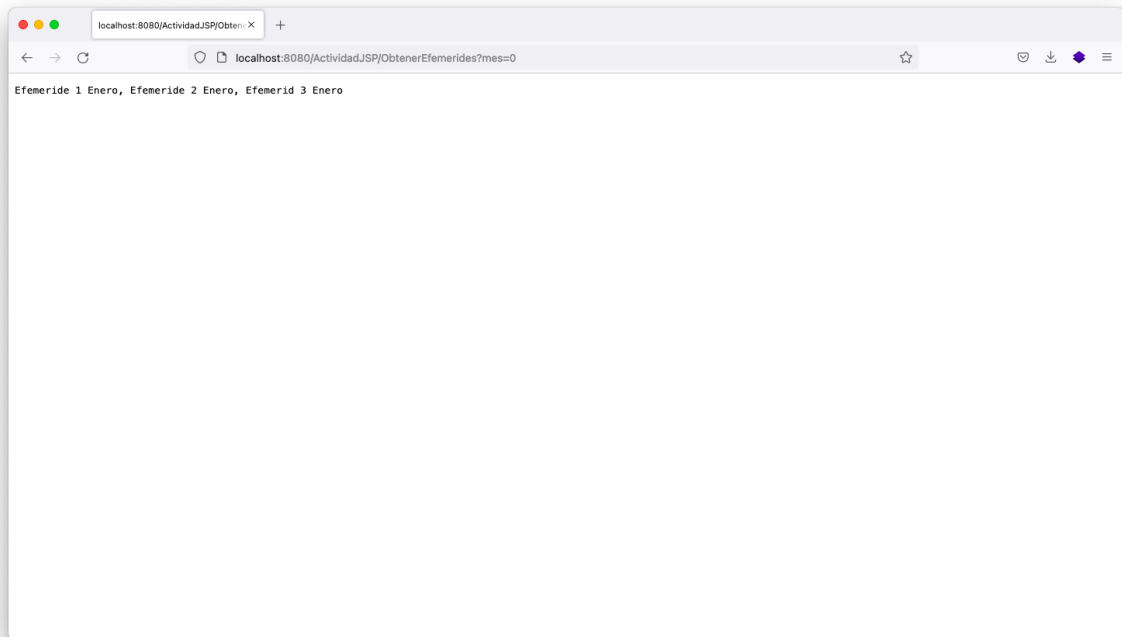 localhost:8080/ActividadJSP/Obtene
localhost:8080/ActividadJSP/ObtenerEfemerides?mes=0
Efemeride 1 Enero, Efemeride 2 Enero, Efemerid 3 Enero